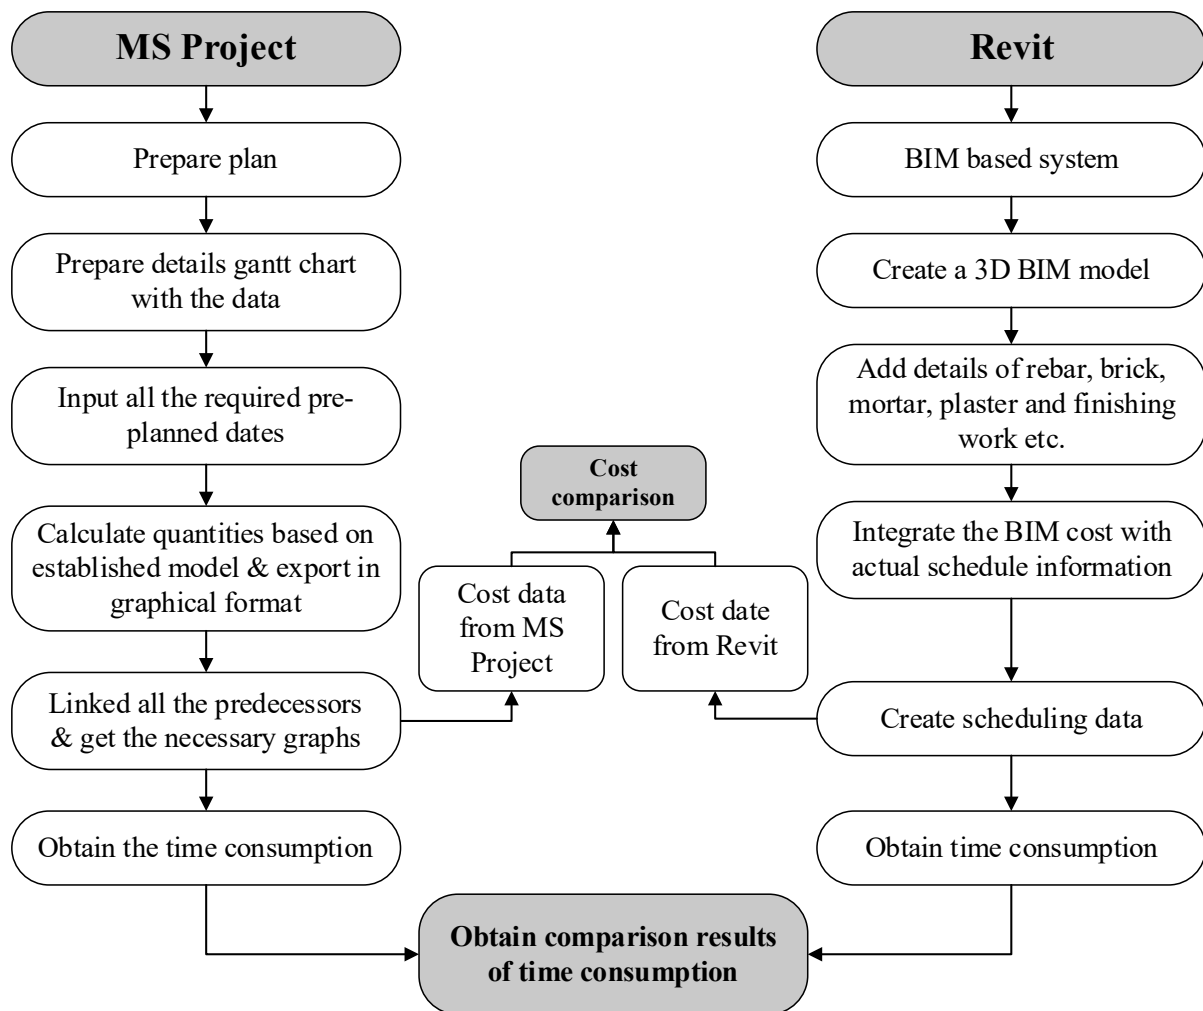 MS Project
Prepare plan
Prepare details gantt chart
with the data
Input all the required pre-
planned dates
Calculate quantities based on
established model & export in
graphical format
Linked all the predecessors
& get the necessary graphs
Obtain the time consumption
Cost
comparison
Cost data
from MS
Project
Cost date
from Revit
Revit
BIM based system
Create a 3D BIM model
Add details of rebar, brick,
mortar, plaster and finishing
work etc.
Integrate the BIM cost with
actual schedule information
Create scheduling data
Obtain time consumption
Obtain comparison results
of time consumption